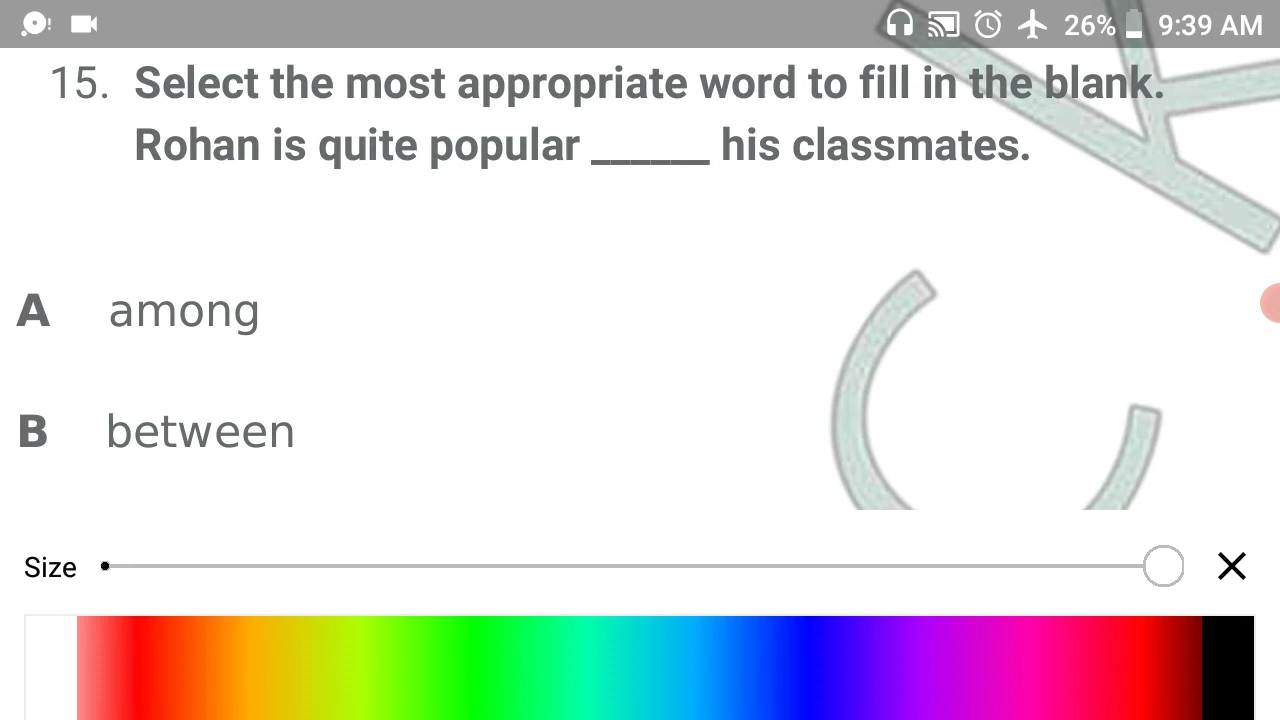 26% 9:39 AM
15. Select the most appropriate word to fill in the blank.
Rohan is quite popular ______ his classmates.
A among
B between
Size